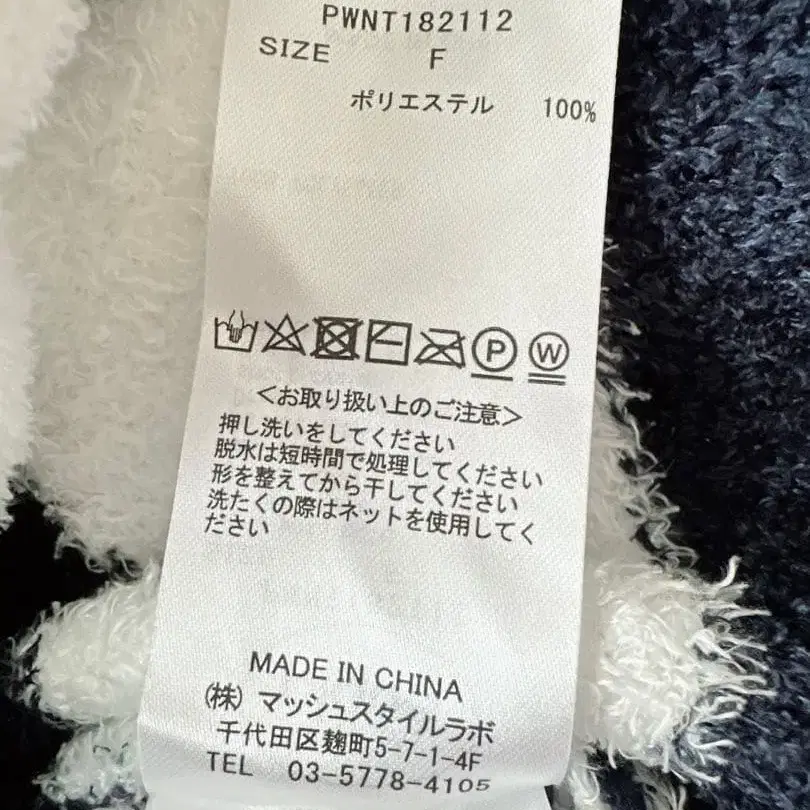 PWNT182112
SIZE F
ポリエステル 100%
P W
<お取り扱い上のご注意>
押し洗いをしてください
脱水は短時間で処理してください
形を整えてから干してください
洗たくの際はネットを使用してく
ださい
MADE IN CHINA
(株) マッシュスタイルラボ
千代田区麹町5-7-1-4F
TEL 03-5778-4105